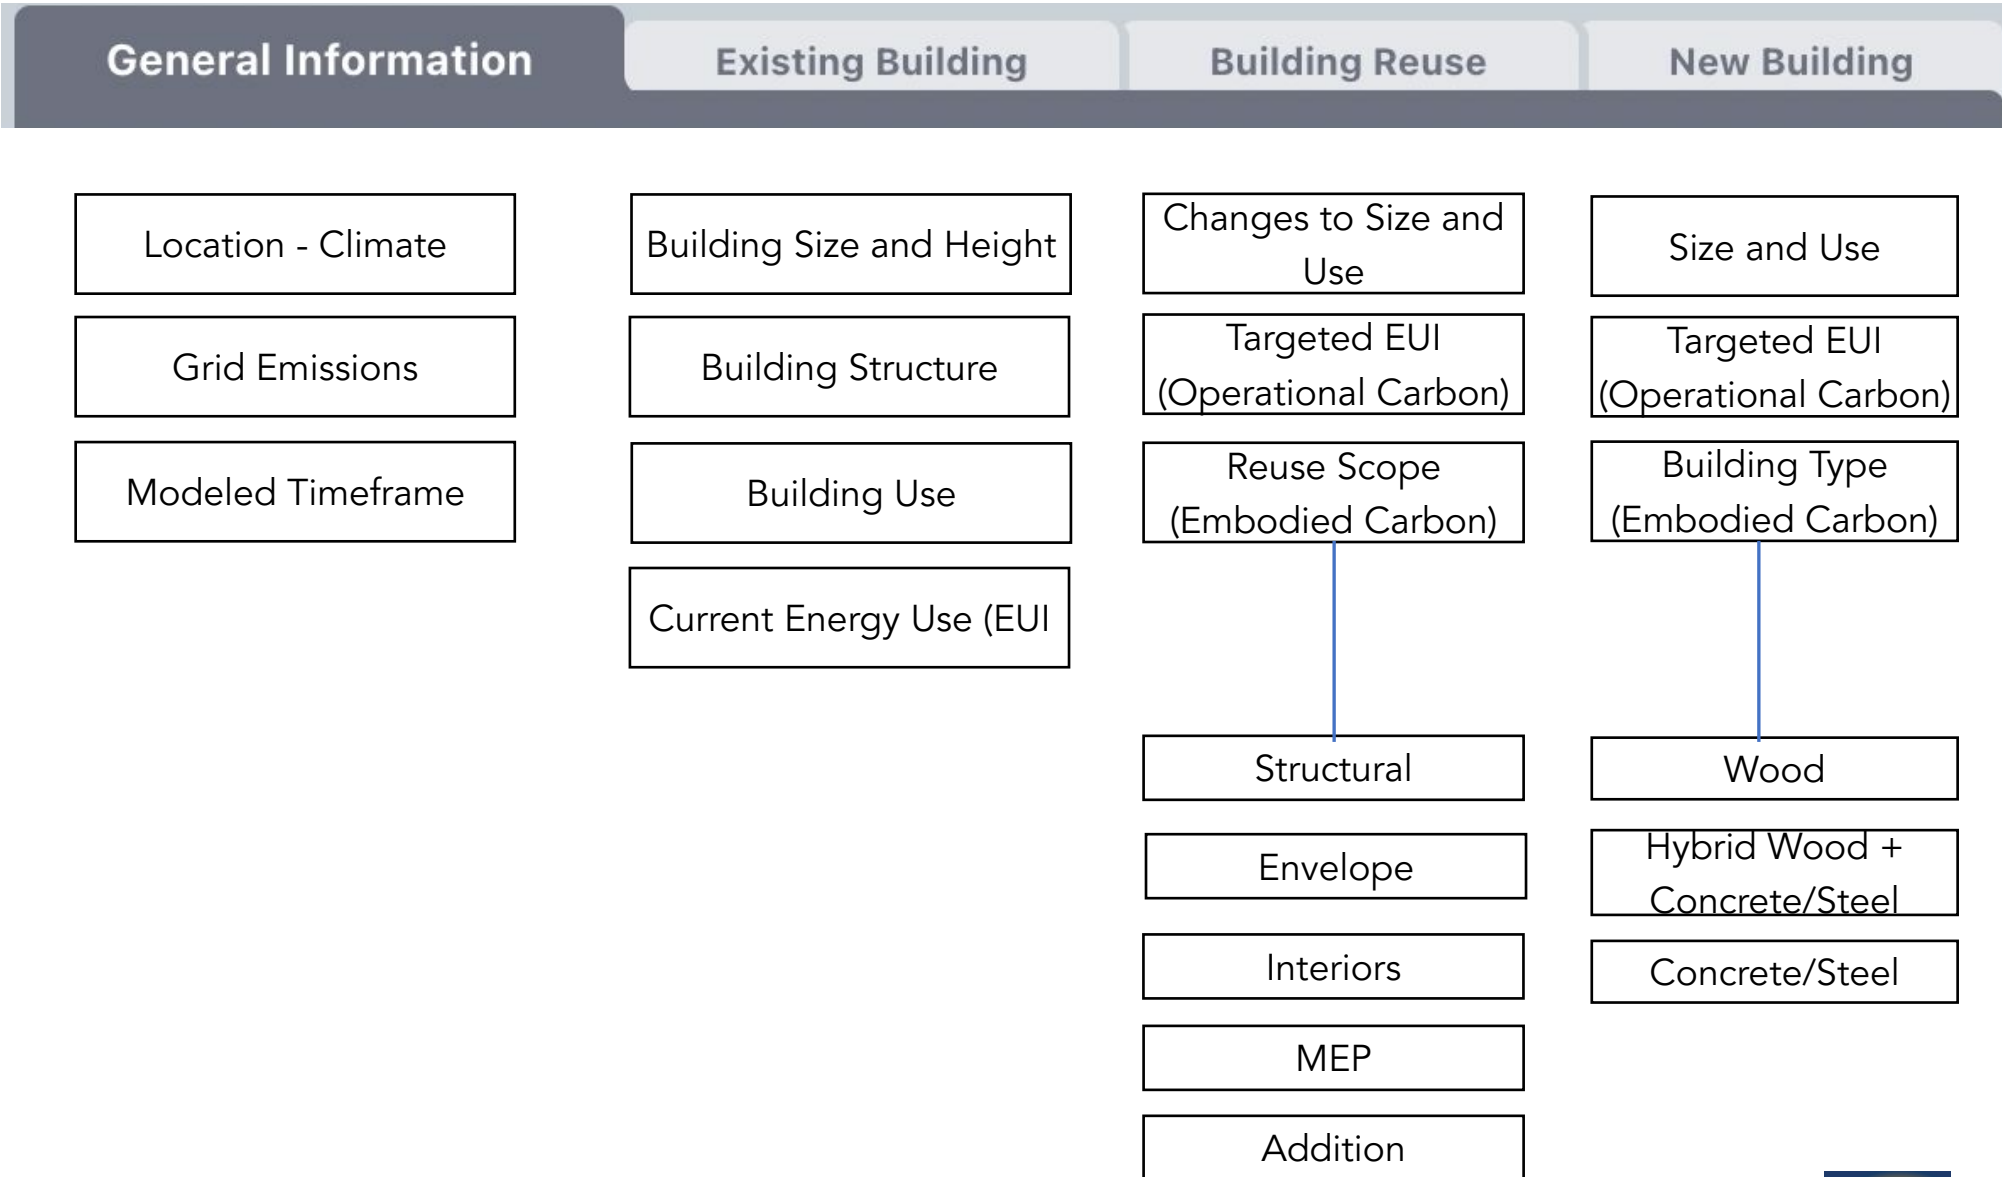 General Information
Existing Building
Building Reuse
New Building
Location - Climate
Grid Emissions
Modeled Timeframe
Building Size and Height
Building Structure
Building Use
Current Energy Use (EUI
Changes to Size and
Use
Targeted EUI
(Operational Carbon)
Reuse Scope
(Embodied Carbon)
Structural
Envelope
Interiors
MEP
Addition
Size and Use
Targeted EUI
(Operational Carbon)
Building Type
(Embodied Carbon)
Wood
Hybrid Wood +
Concrete/Steel
Concrete/Steel